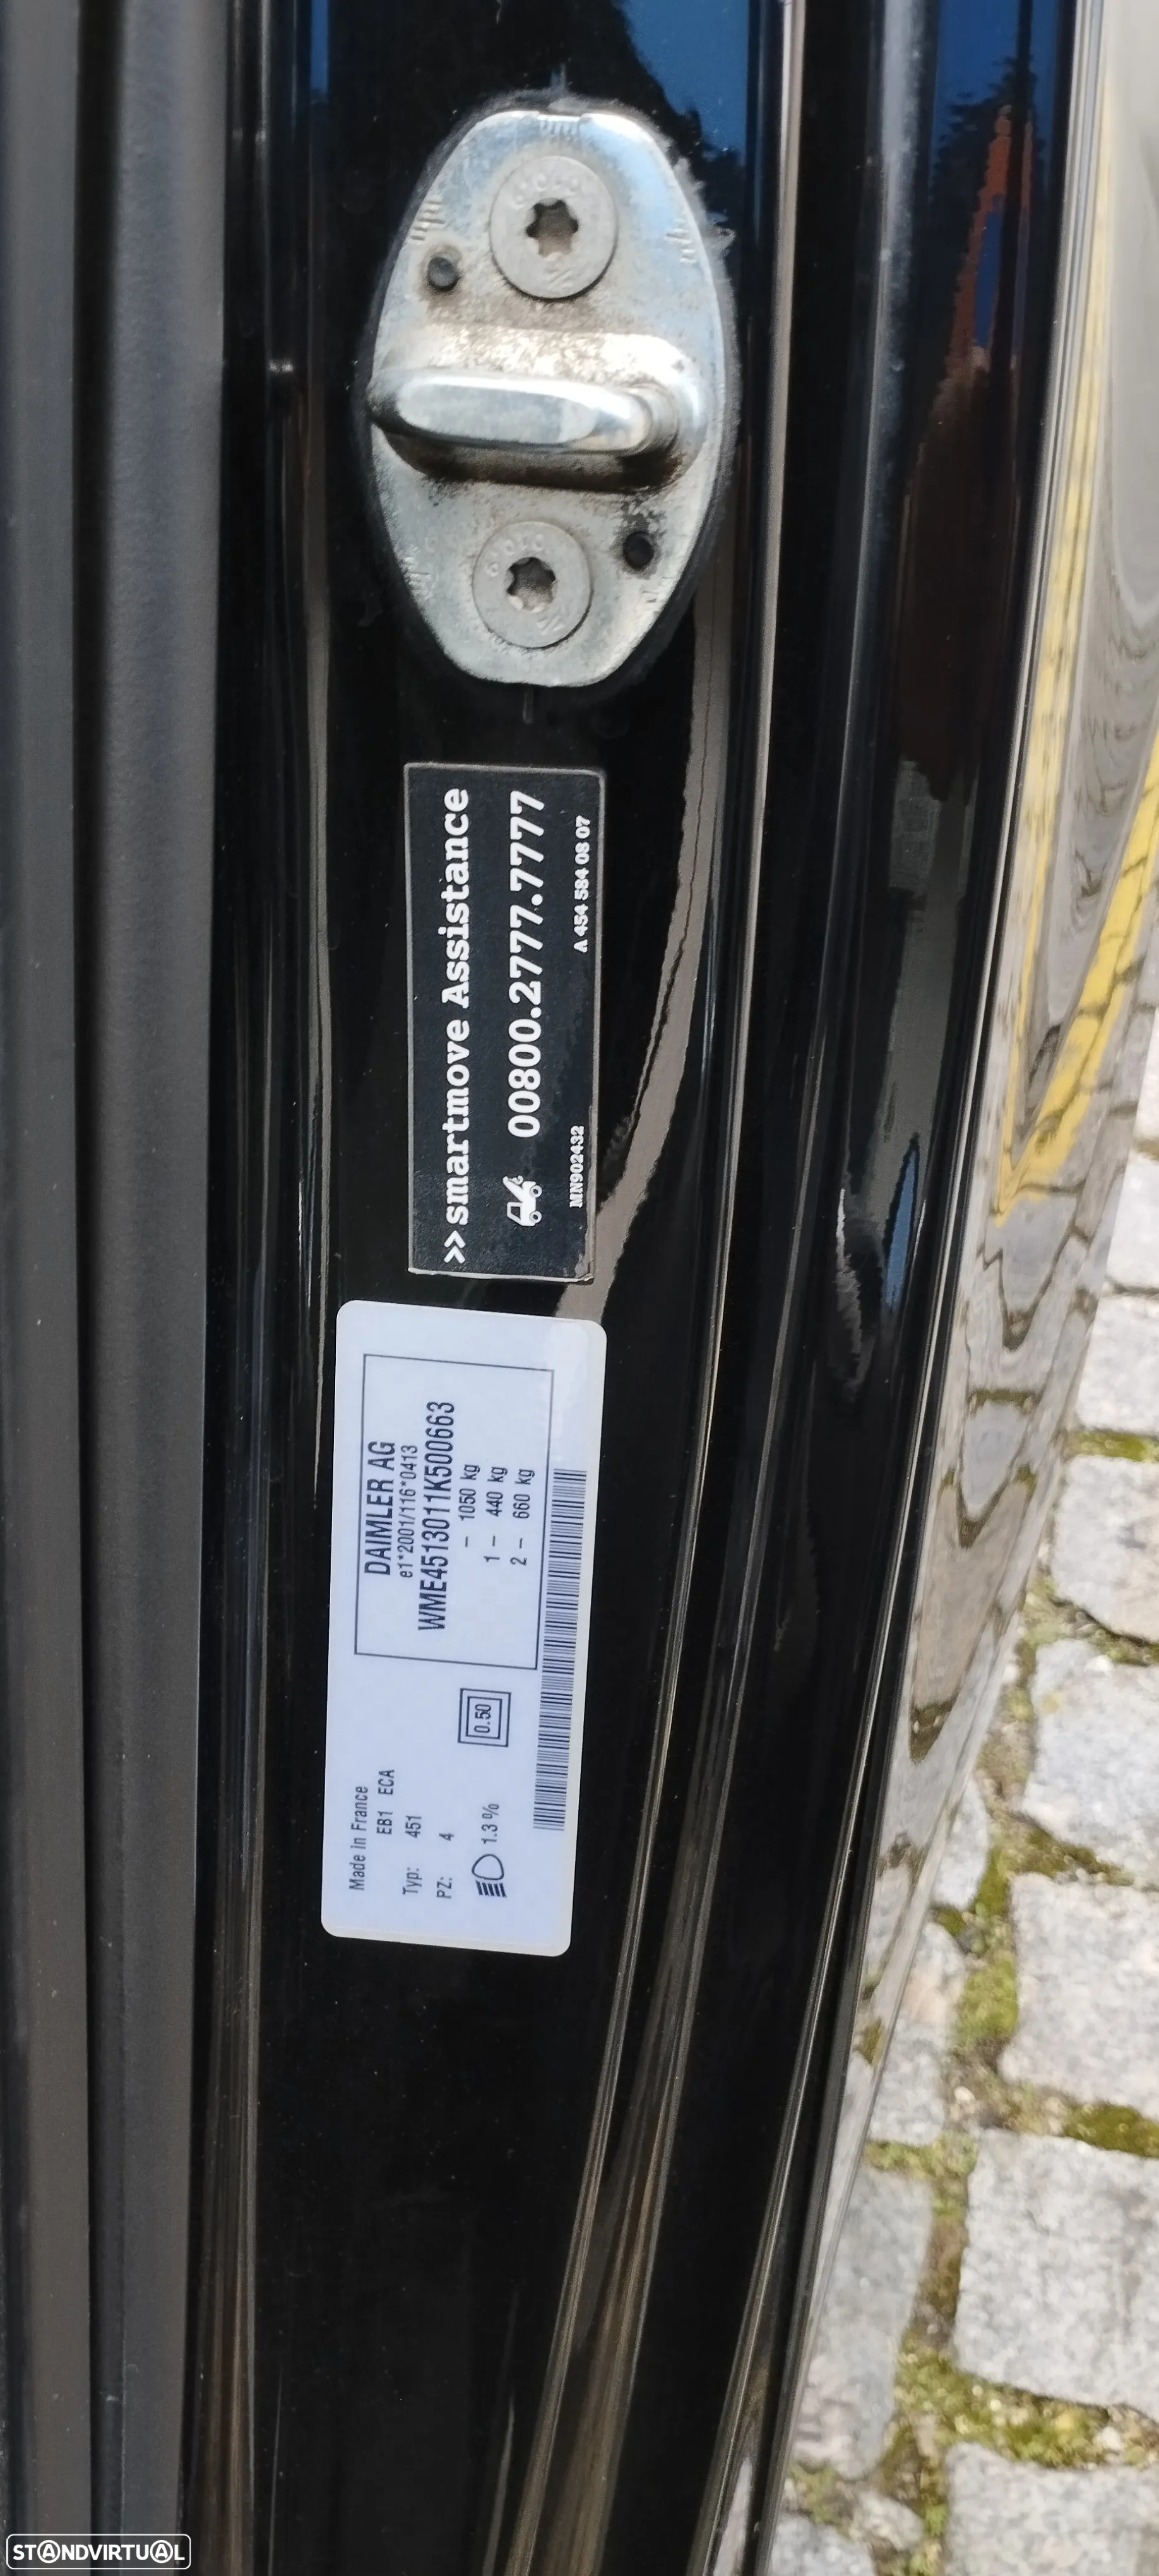 >>smartmove Assistance
00800.2777.7777
MN902432 A 454 584 08 07
DAIMLER AG
e1*2001/116*0413
WME4513011K500663
– 1050 kg
1 – 440 kg
2 – 660 kg
Made in France
EB1 ECA
Typ: 451
PZ: 4
0.50
1.3 %
STANDVIRTUAL